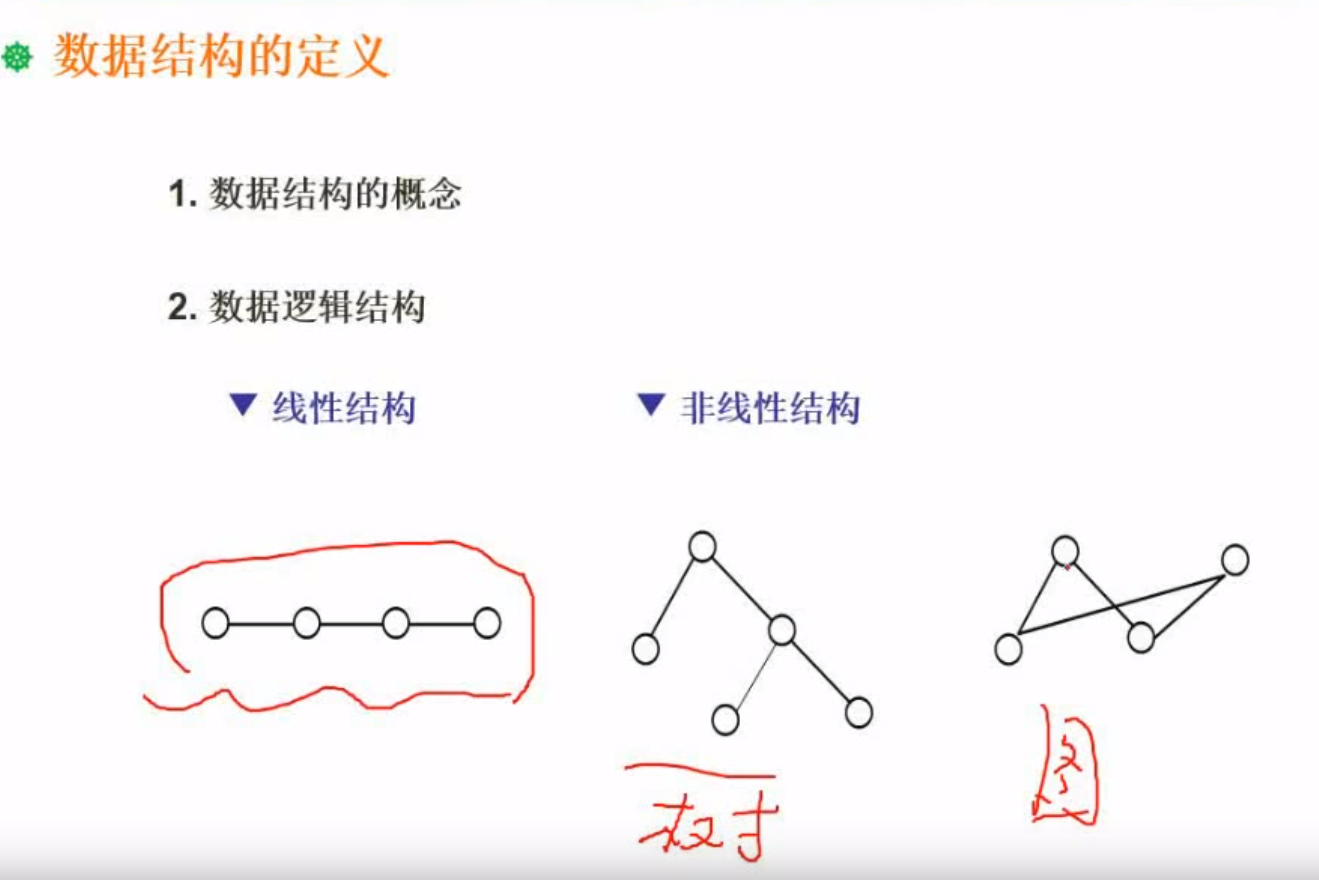 数据结构的定义
1. 数据结构的概念
2. 数据逻辑结构
▼ 线性结构 ▼ 非线性结构
树 图